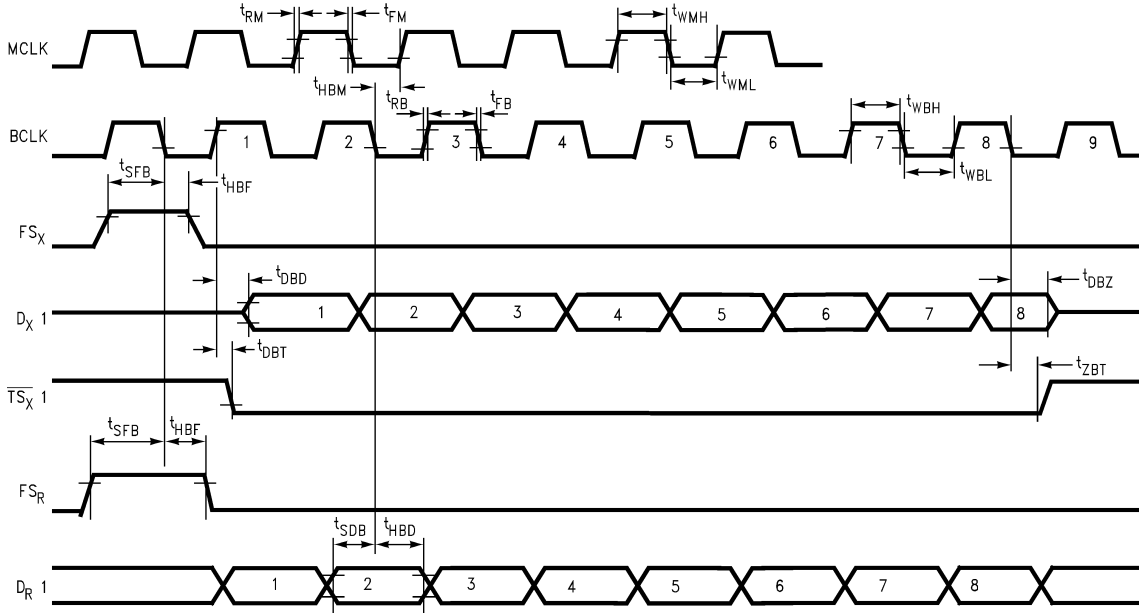 tRM tFM tWMH
MCLK
tHBM tWML
tRB tFB tWBH
BCLK 1 2 3 4 5 6 7 8 9
tSFB tHBF tWBL
FSX
tDBD tDBZ
DX 1 1 2 3 4 5 6 7 8
tDBT tZBT
TSX 1
tSFB tHBF
FSR
tSDB tHBD
DR 1 1 2 3 4 5 6 7 8